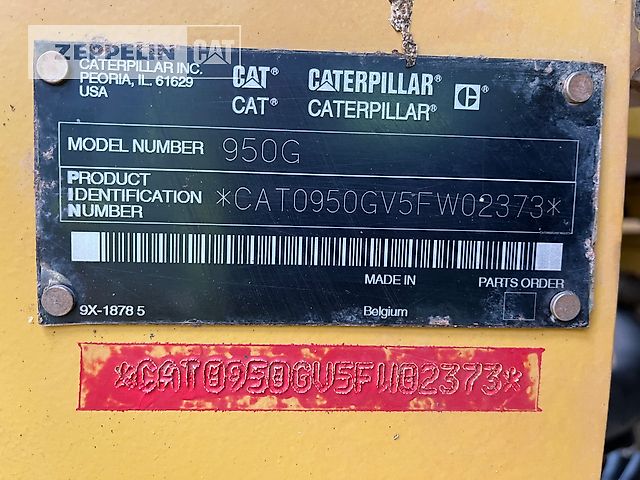 ZEPPELIN CAT
CATERPILLAR INC.
PEORIA, IL. 61629
USA
CAT® CATERPILLAR® C®
CAT® CATERPILLAR®
MODEL NUMBER 950G
PRODUCT
IDENTIFICATION
NUMBER *CAT0950GV5FW02373*
MADE IN PARTS ORDER
9X-1878 5 Belgium
*CAT0950GV5FW02373*